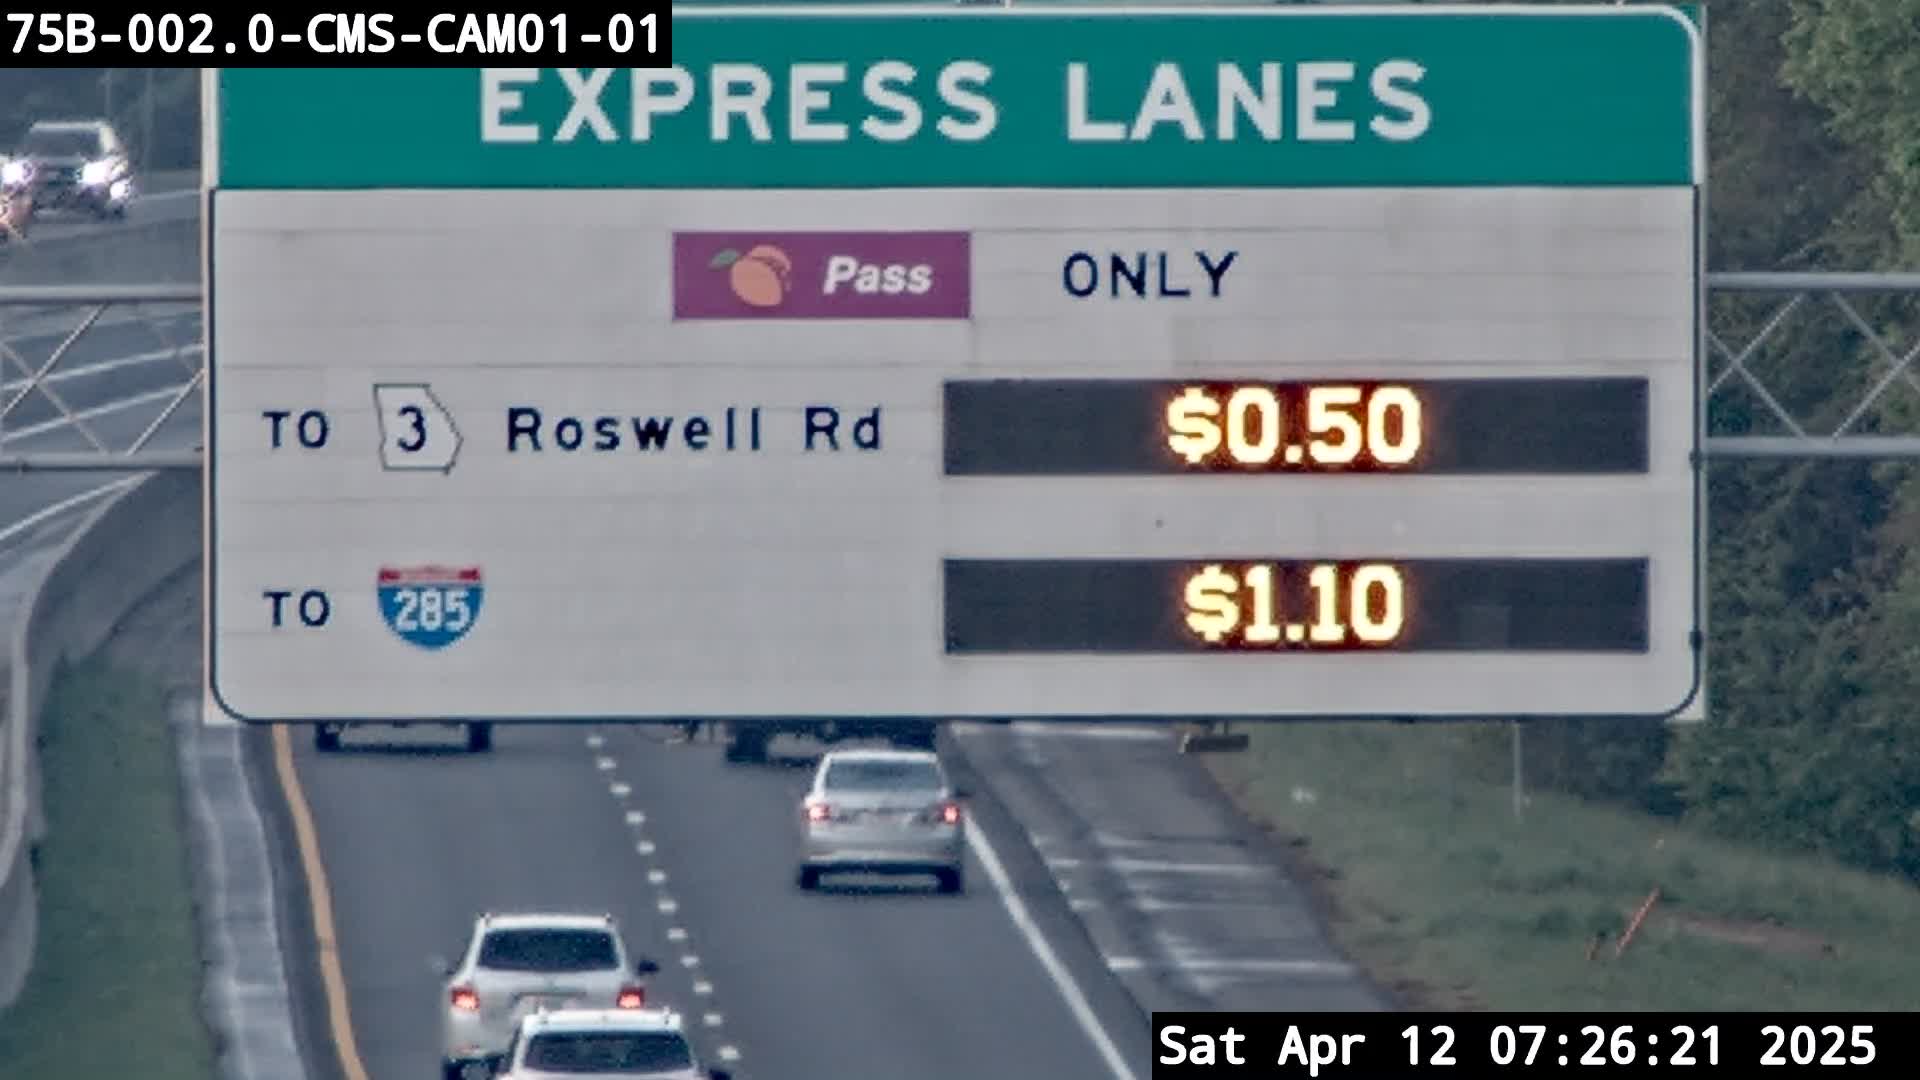 75B-002.0-CMS-CAM01-01
EXPRESS LANES
Pass ONLY
TO 3 Roswell Rd $0.50
TO 285 $1.10
Sat Apr 12 07:26:21 2025